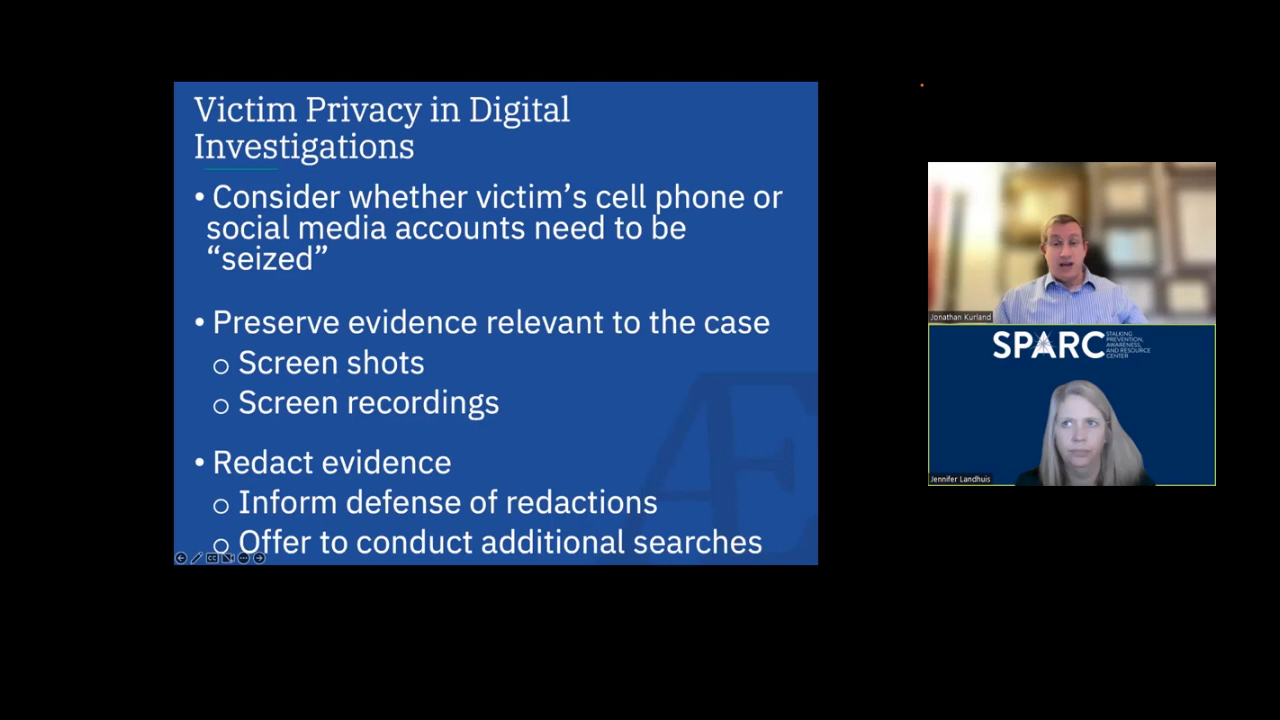 Victim Privacy in Digital
Investigations
• Consider whether victim’s cell phone or
social media accounts need to be
“seized”
• Preserve evidence relevant to the case
o Screen shots
o Screen recordings
• Redact evidence
o Inform defense of redactions
o Offer to conduct additional searches
Æ
CC
Jonathan Kurland
SPARC
STALKING
PREVENTION,
AWARENESS,
AND RESOURCE
CENTER
Jennifer Landhuis